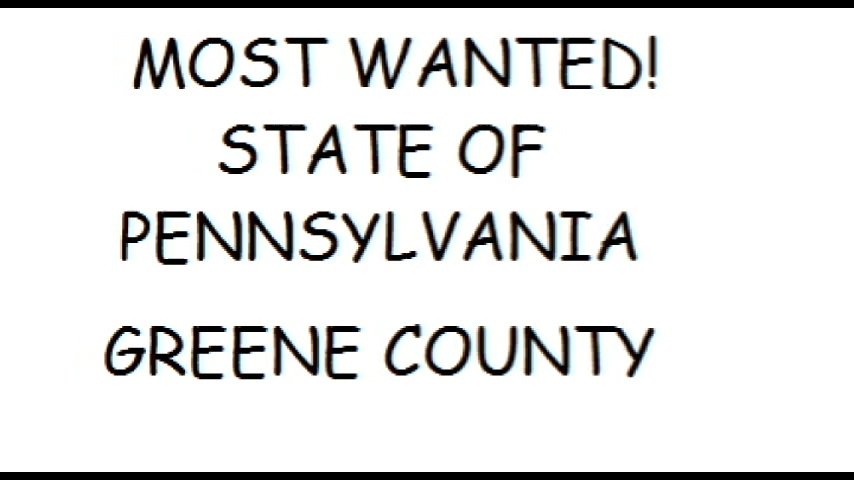 MOST WANTED!
STATE OF
PENNSYLVANIA
GREENE COUNTY